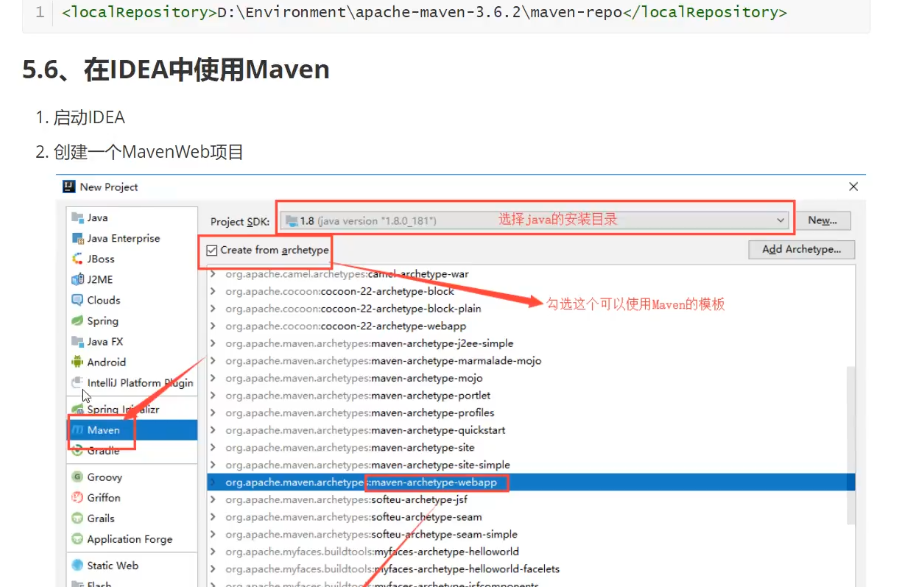 1 <localRepository>D:\Environment\apache-maven-3.6.2\maven-repo</localRepository>
5.6、在IDEA中使用Maven
1. 启动IDEA
2. 创建一个MavenWeb项目
New Project
Java
Java Enterprise
JBoss
J2ME
Clouds
Spring
Java FX
Android
IntelliJ Platform Plugin
Spring Initializr
Maven
Gradle
Groovy
Griffon
Grails
Application Forge
Static Web
Flash
Project SDK: 1.8 (java version "1.8.0_181") 选择java的安装目录 New...
Create from archetype Add Archetype...
org.apache.camel.archetypes:camel-archetype-war
org.apache.cocoon:cocoon-22-archetype-block
勾选这个可以使用Maven的模板
org.apache.cocoon:cocoon-22-archetype-block-plain
org.apache.cocoon:cocoon-22-archetype-webapp
org.apache.maven.archetypes:maven-archetype-j2ee-simple
org.apache.maven.archetypes:maven-archetype-marmalade-mojo
org.apache.maven.archetypes:maven-archetype-mojo
org.apache.maven.archetypes:maven-archetype-portlet
org.apache.maven.archetypes:maven-archetype-profiles
org.apache.maven.archetypes:maven-archetype-quickstart
org.apache.maven.archetypes:maven-archetype-site
org.apache.maven.archetypes:maven-archetype-site-simple
org.apache.maven.archetypes:maven-archetype-webapp
org.apache.maven.archetypes:softeu-archetype-jsf
org.apache.maven.archetypes:softeu-archetype-seam
org.apache.maven.archetypes:softeu-archetype-seam-simple
org.apache.myfaces.buildtools:myfaces-archetype-helloworld
org.apache.myfaces.buildtools:myfaces-archetype-helloworld-facelets
org.apache.myfaces.buildtools:myfaces-archetype-jsfcomponents